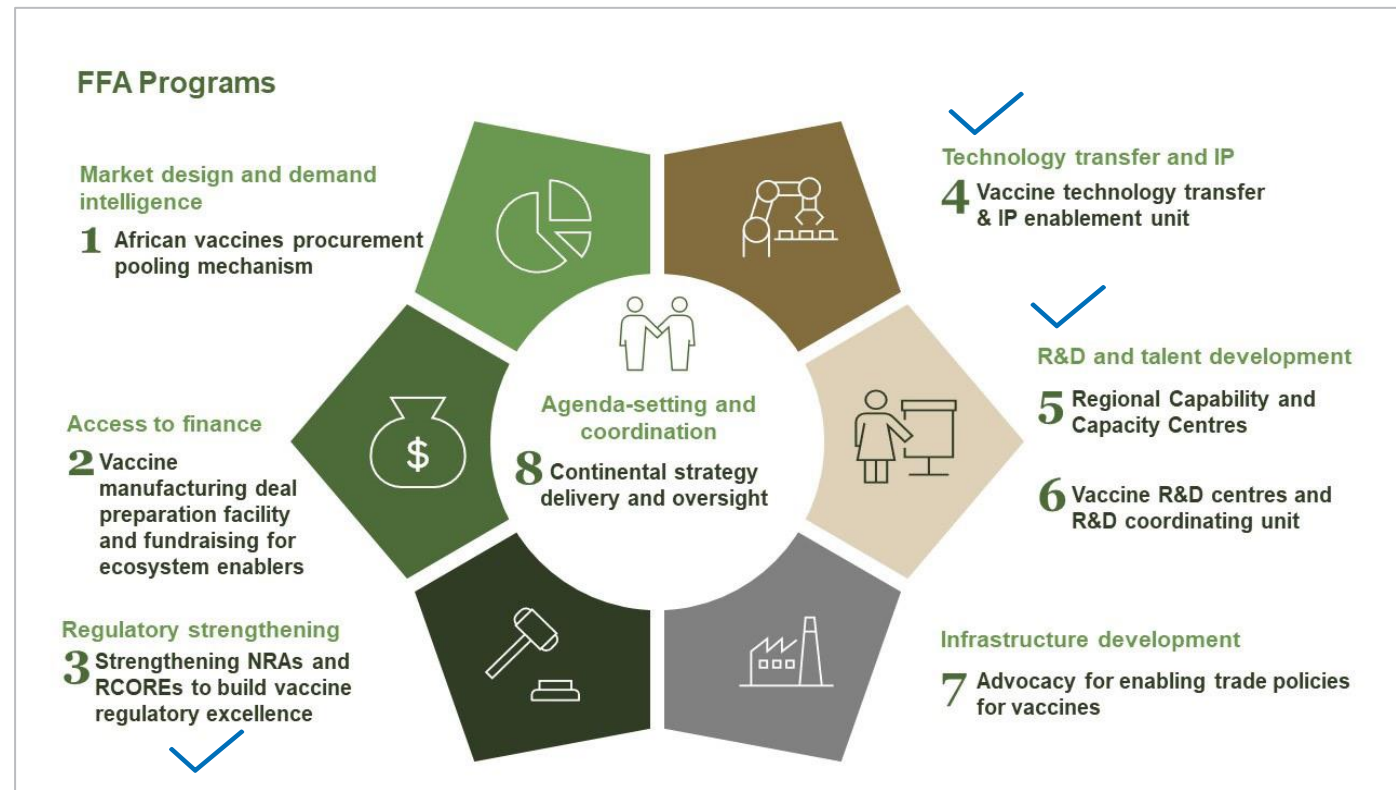 FFA Programs
Market design and demand
intelligence
1 African vaccines procurement
pooling mechanism
Access to finance
2 Vaccine
manufacturing deal
preparation facility
and fundraising for
ecosystem enablers
Regulatory strengthening
3 Strengthening NRAs and
RCOREs to build vaccine
regulatory excellence
$
Agenda-setting and
coordination
8 Continental strategy
delivery and oversight
Technology transfer and IP
4 Vaccine technology transfer
& IP enablement unit
R&D and talent development
5 Regional Capability and
Capacity Centres
6 Vaccine R&D centres and
R&D coordinating unit
Infrastructure development
7 Advocacy for enabling trade policies
for vaccines